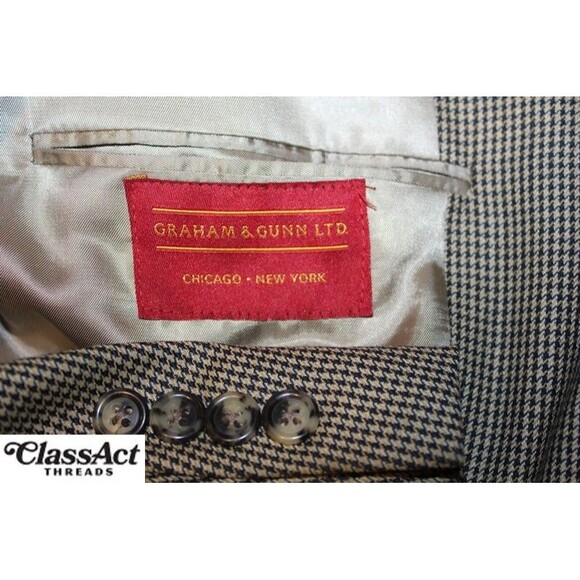 GRAHAM & GUNN LTD.
CHICAGO • NEW YORK
ClassAct
THREADS